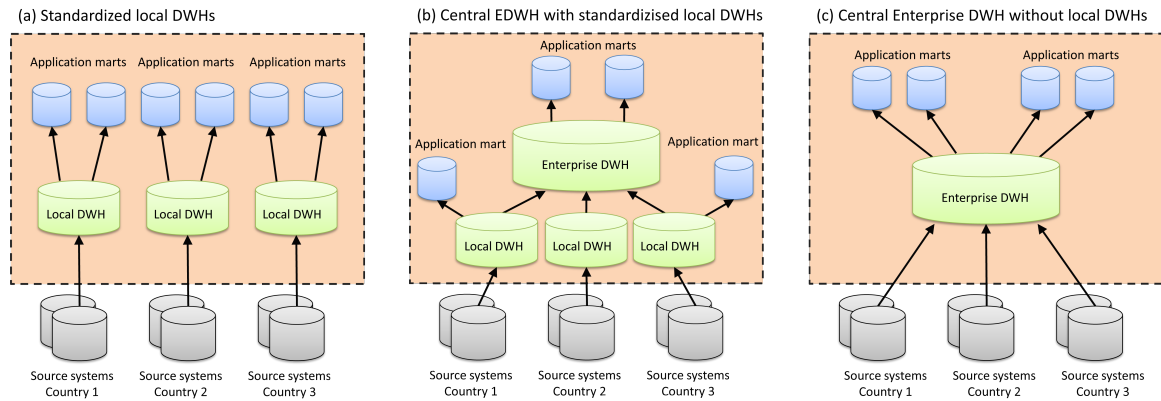 (a) Standardized local DWHs
Application marts Application marts Application marts
Local DWH Local DWH Local DWH
Source systems Source systems Source systems
Country 1 Country 2 Country 3
(b) Central EDWH with standardizised local DWHs
Application marts
Application mart Application mart
Enterprise DWH
Local DWH Local DWH Local DWH
Source systems Source systems Source systems
Country 1 Country 2 Country 3
(c) Central Enterprise DWH without local DWHs
Application marts Application marts
Enterprise DWH
Source systems Source systems Source systems
Country 1 Country 2 Country 3